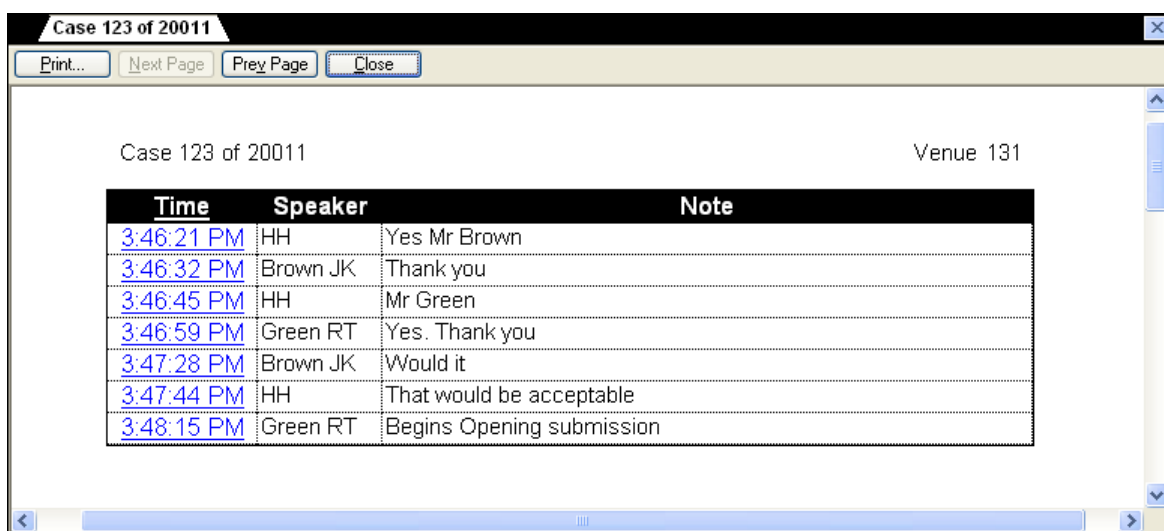 Case 123 of 20011
Print... Next Page Prev Page Close
Case 123 of 20011 Venue 131
Time Speaker Note
3:46:21 PM HH Yes Mr Brown
3:46:32 PM Brown JK Thank you
3:46:45 PM HH Mr Green
3:46:59 PM Green RT Yes. Thank you
3:47:28 PM Brown JK Would it
3:47:44 PM HH That would be acceptable
3:48:15 PM Green RT Begins Opening submission